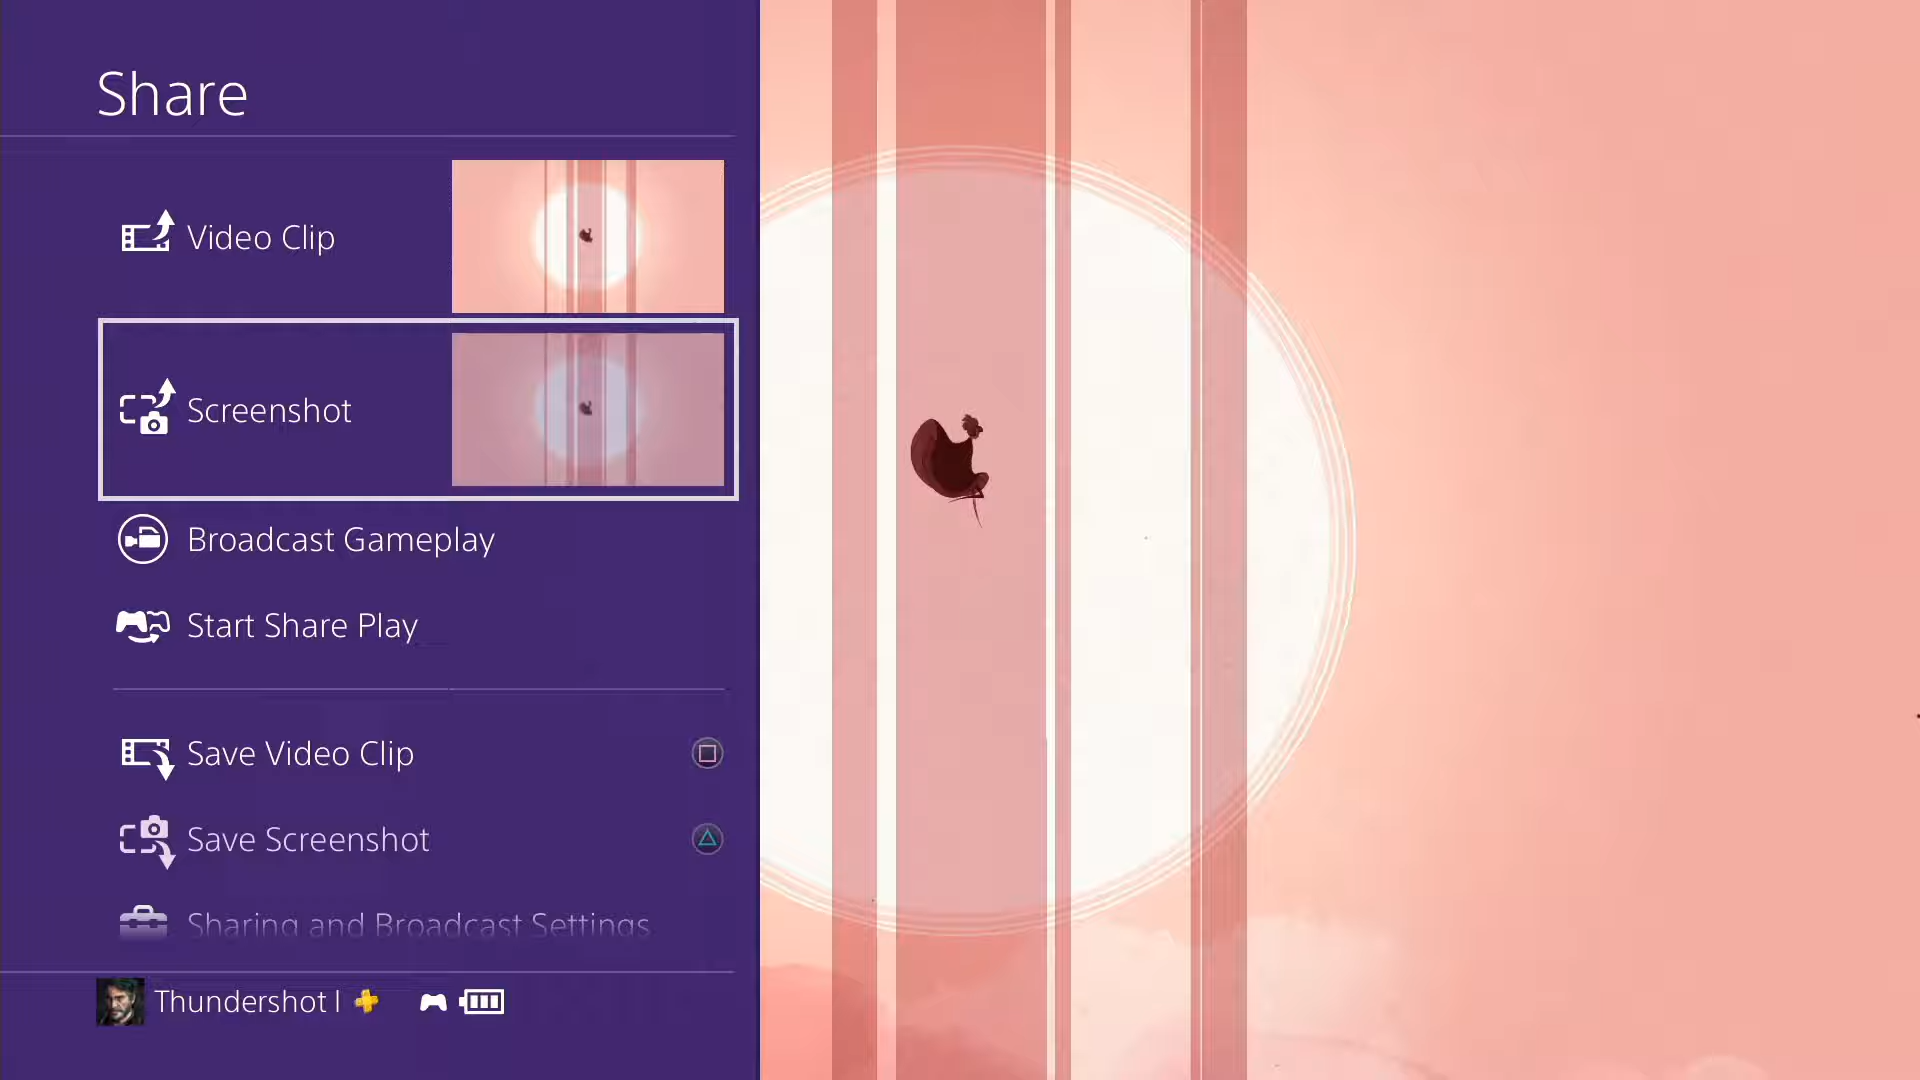 Share
Video Clip
Screenshot
Broadcast Gameplay
Start Share Play
Save Video Clip
Save Screenshot
Sharing and Broadcast Settings
Thundershot l